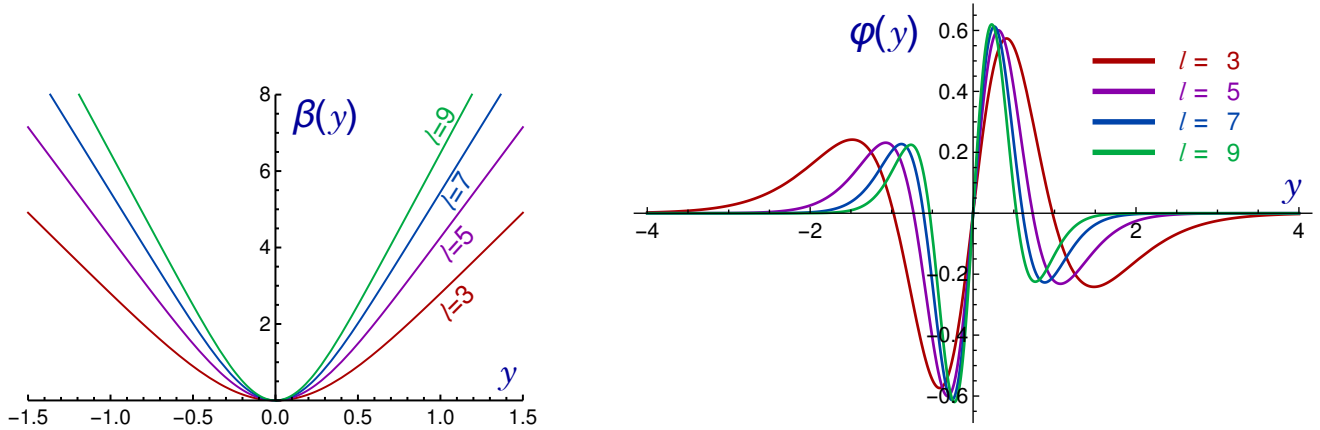 8
6
4
2
β(y)
l=9
l=7
l=5
l=3
y
−1.5 −1.0 −0.5 0.0 0.5 1.0 1.5
φ(y)
0.6
0.4
0.2
−0.2
−0.4
−0.6
l = 3
l = 5
l = 7
l = 9
y
−4 −2 2 4